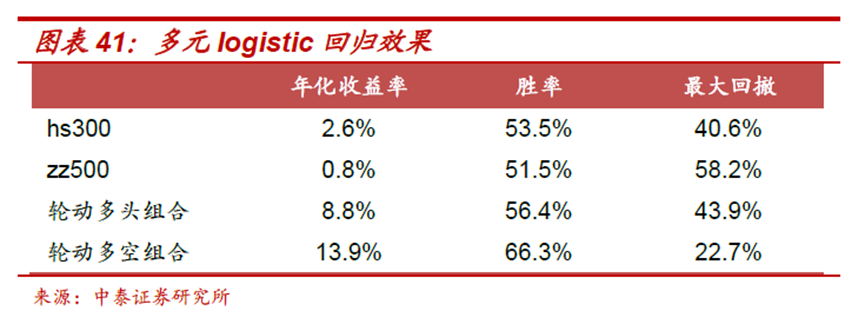 图表 41：多元 logistic 回归效果
年化收益率 胜率 最大回撤
hs300 2.6% 53.5% 40.6%
zz500 0.8% 51.5% 58.2%
轮动多头组合 8.8% 56.4% 43.9%
轮动多空组合 13.9% 66.3% 22.7%
来源：中泰证券研究所